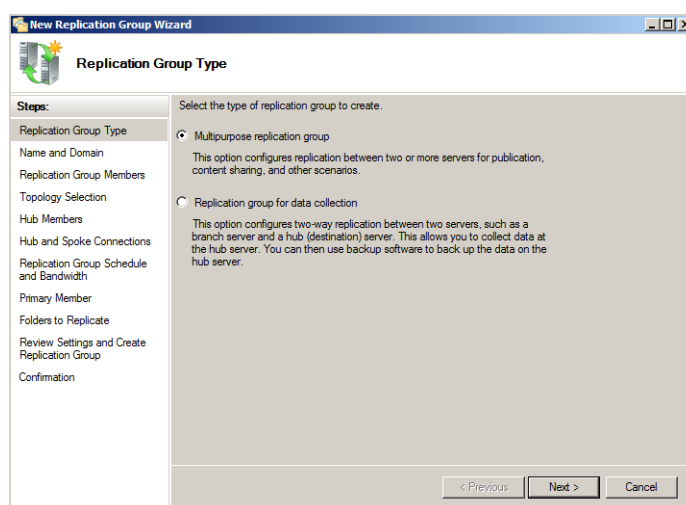 New Replication Group Wizard
Replication Group Type
Steps:
Replication Group Type
Name and Domain
Replication Group Members
Topology Selection
Hub Members
Hub and Spoke Connections
Replication Group Schedule
and Bandwidth
Primary Member
Folders to Replicate
Review Settings and Create
Replication Group
Confirmation
Select the type of replication group to create.
Multipurpose replication group
This option configures replication between two or more servers for publication,
content sharing, and other scenarios.
Replication group for data collection
This option configures two-way replication between two servers, such as a
branch server and a hub (destination) server. This allows you to collect data at
the hub server. You can then use backup software to back up the data on the
hub server.
< Previous
Next >
Cancel